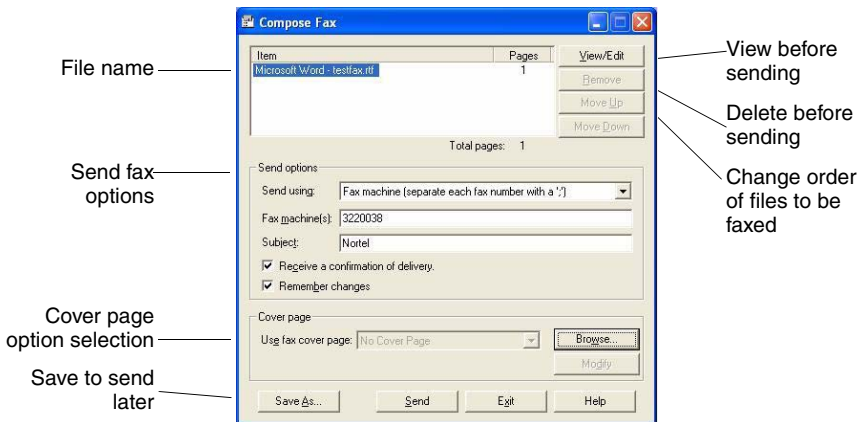 Compose Fax
File name
Item Pages
Microsoft Word - testfax.rtf 1
View/Edit
Remove
Move Up
Move Down
Total pages: 1
View before
sending
Delete before
sending
Change order
of files to be
faxed
Send fax
options
Send options
Send using: Fax machine (separate each fax number with a ';')
Fax machine(s): 3220038
Subject: Nortel
Receive a confirmation of delivery.
Remember changes
Cover page
option selection
Cover page
Use fax cover page: No Cover Page
Browse...
Modify
Save to send
later
Save As... Send Exit Help